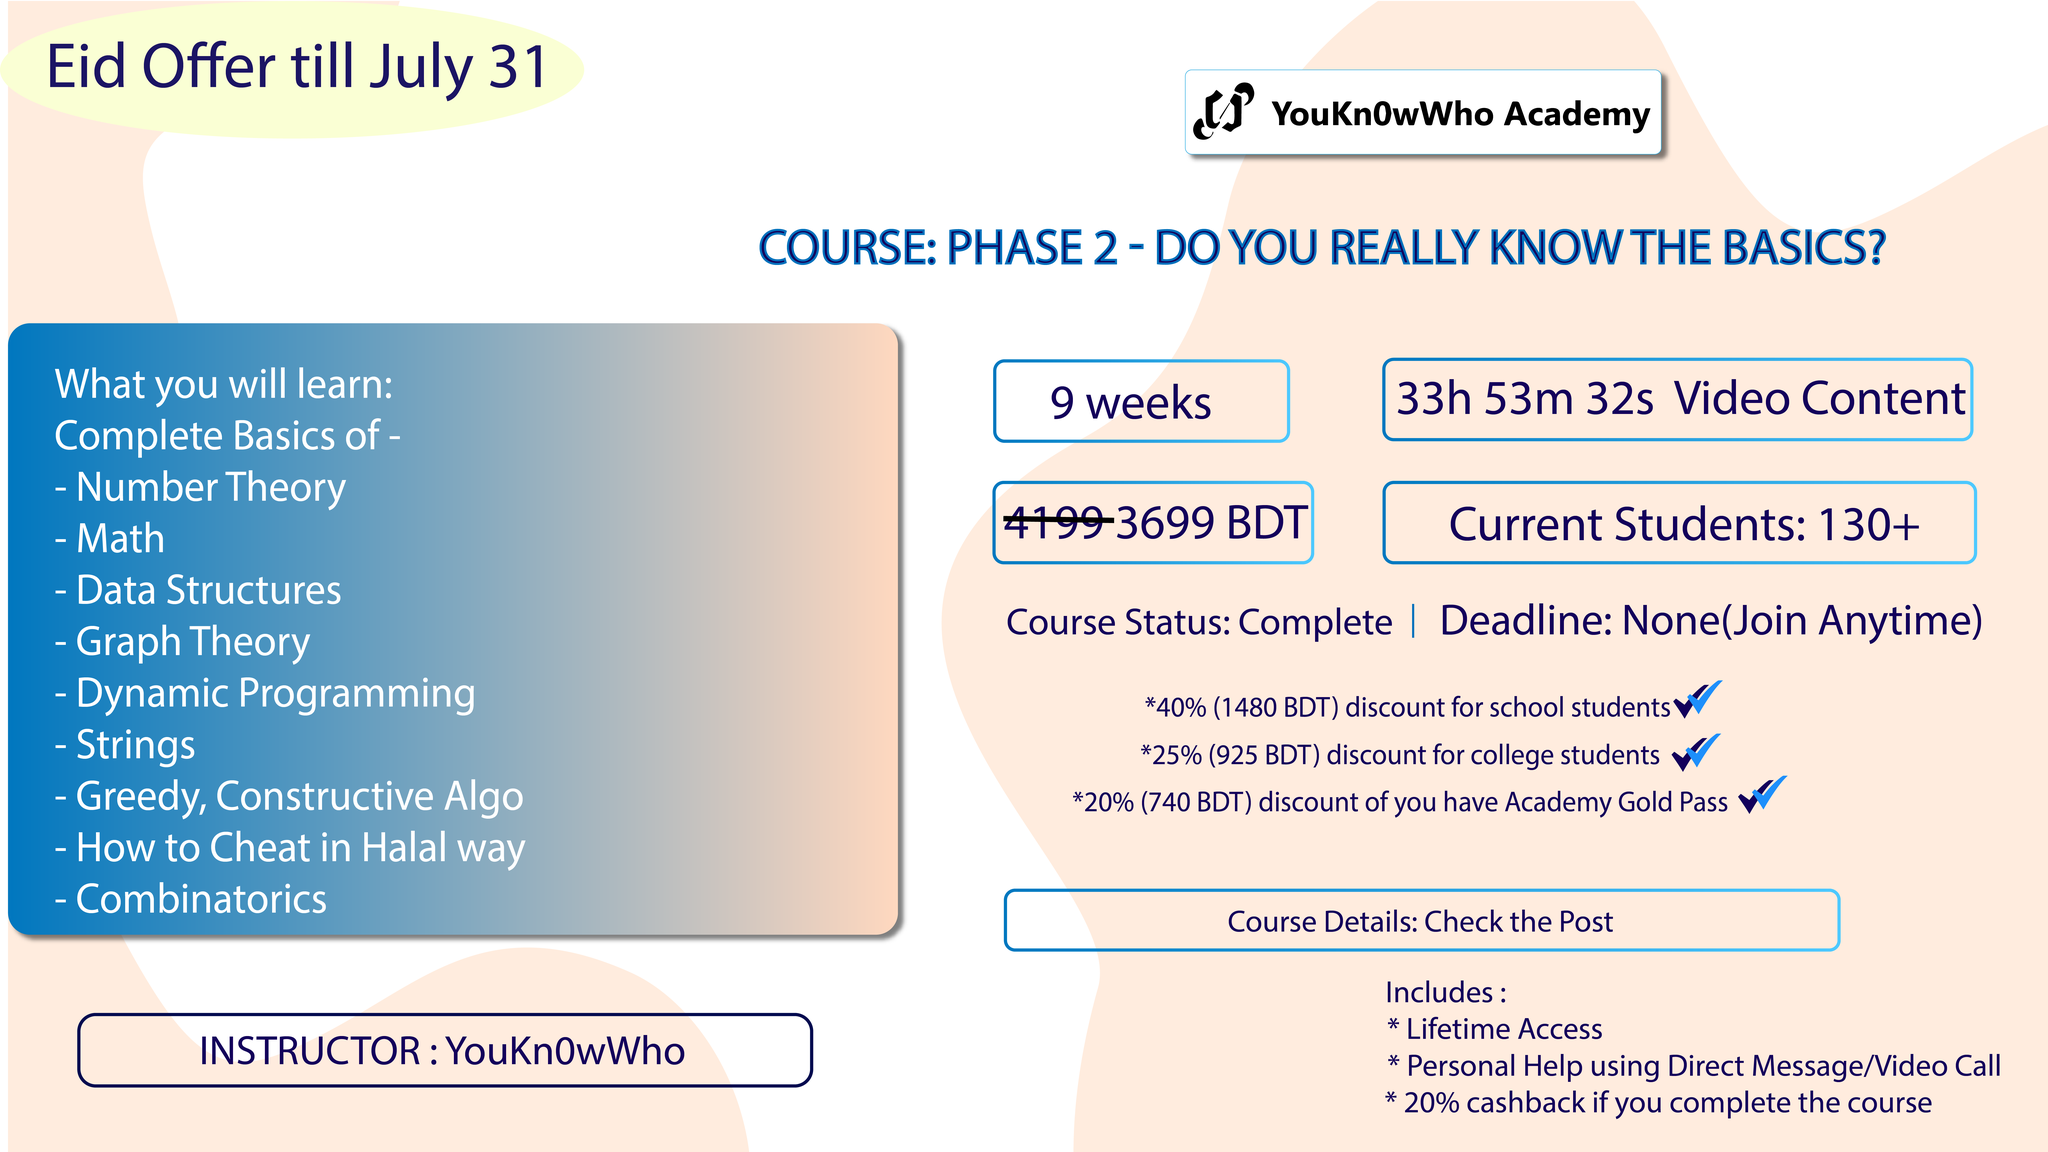 Eid Offer till July 31
YouKn0wWho Academy
COURSE: PHASE 2 - DO YOU REALLY KNOW THE BASICS?
What you will learn:
Complete Basics of -
- Number Theory
- Math
- Data Structures
- Graph Theory
- Dynamic Programming
- Strings
- Greedy, Constructive Algo
- How to Cheat in Halal way
- Combinatorics
INSTRUCTOR : YouKn0wWho
9 weeks
33h 53m 32s Video Content
4199 3699 BDT
Current Students: 130+
Course Status: Complete | Deadline: None(Join Anytime)
*40% (1480 BDT) discount for school students
*25% (925 BDT) discount for college students
*20% (740 BDT) discount of you have Academy Gold Pass
Course Details: Check the Post
Includes :
* Lifetime Access
* Personal Help using Direct Message/Video Call
* 20% cashback if you complete the course